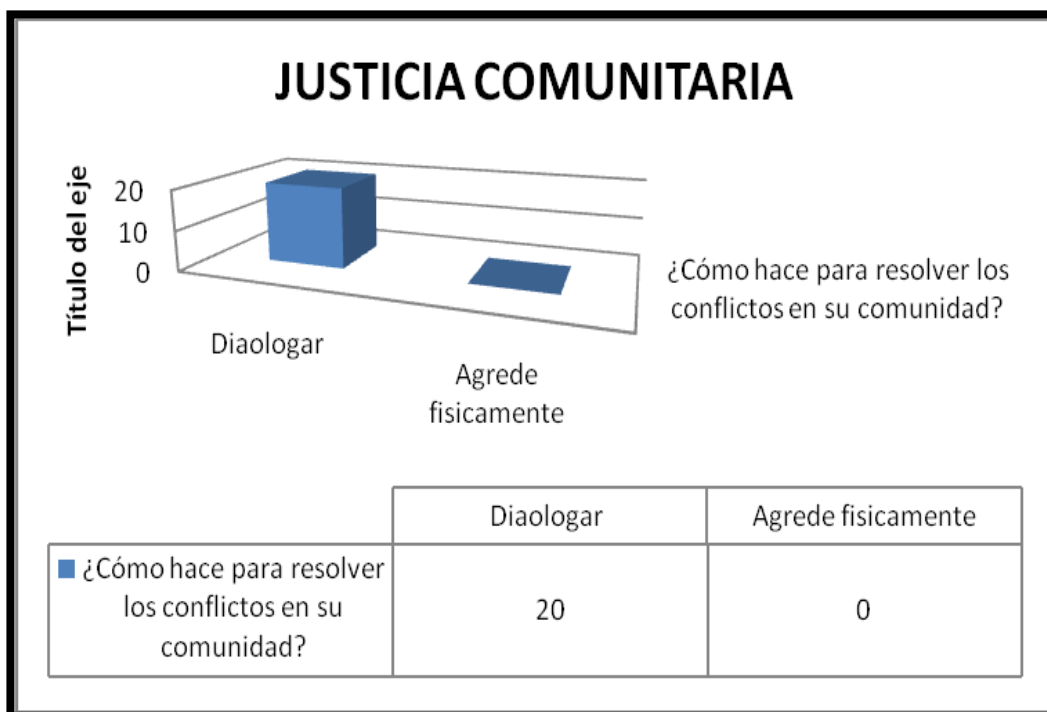 JUSTICIA COMUNITARIA
Título del eje
20
10
0
Diaologar
Agrede
fisicamente
¿Cómo hace para resolver los
conflictos en su comunidad?
Diaologar Agrede fisicamente
¿Cómo hace para resolver
los conflictos en su
comunidad?
20 0